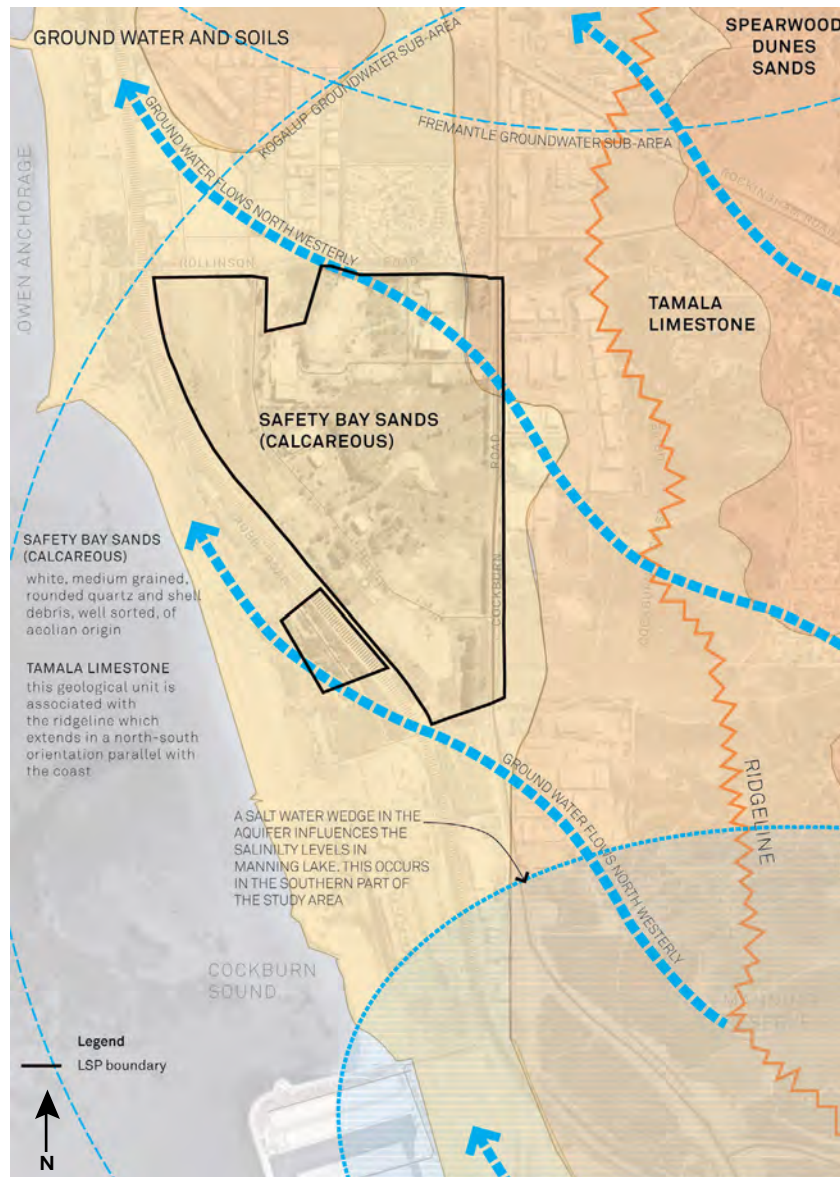 GROUND WATER AND SOILS
SPEARWOOD
DUNES
SANDS
KOGALUP GROUNDWATER SUB-AREA
FREMANTLE GROUNDWATER SUB-AREA
GROUND WATER FLOWS NORTH WESTERLY
OWEN ANCHORAGE
ROCKINGHAM ROAD
ROLLINSON ROAD
TAMALA
LIMESTONE
SAFETY BAY SANDS
(CALCAREOUS)
COCKBURN ROAD
SAFETY BAY SANDS
(CALCAREOUS)
white, medium grained,
rounded quartz and shell
debris, well sorted, of
aeolian origin
TAMALA LIMESTONE
this geological unit is
associated with
the ridgeline which
extends in a north-south
orientation parallel with
the coast
GROUND WATER FLOWS NORTH WESTERLY
RIDGELINE
A SALT WATER WEDGE IN THE
AQUIFER INFLUENCES THE
SALINILTY LEVELS IN
MANNING LAKE. THIS OCCURS
IN THE SOUTHERN PART OF
THE STUDY AREA
COCKBURN
SOUND
Legend
LSP boundary
N